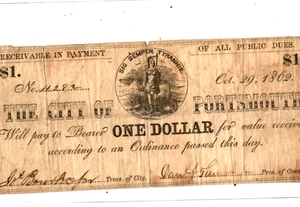 RECEIVABLE IN PAYMENT OF ALL PUBLIC DUES.
SIC SEMPER TYRANNIS
$1. $1.
No. Oct. 29, 1862.
THE CITY OF PORTSMOUTH
Will pay to Bearer ONE DOLLAR for value received
according to an Ordinance passed this day.
Treas. of City. Pres. of